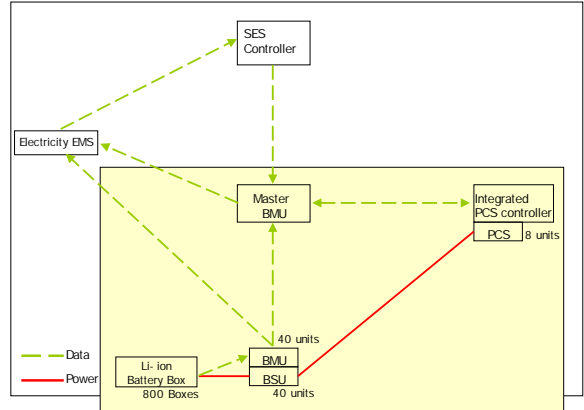 SES
Controller
Electricity EMS
Master
BMU
Integrated
PCS controller
PCS
8 units
40 units
BMU
BSU
40 units
Li- ion
Battery Box
800 Boxes
Data
Power